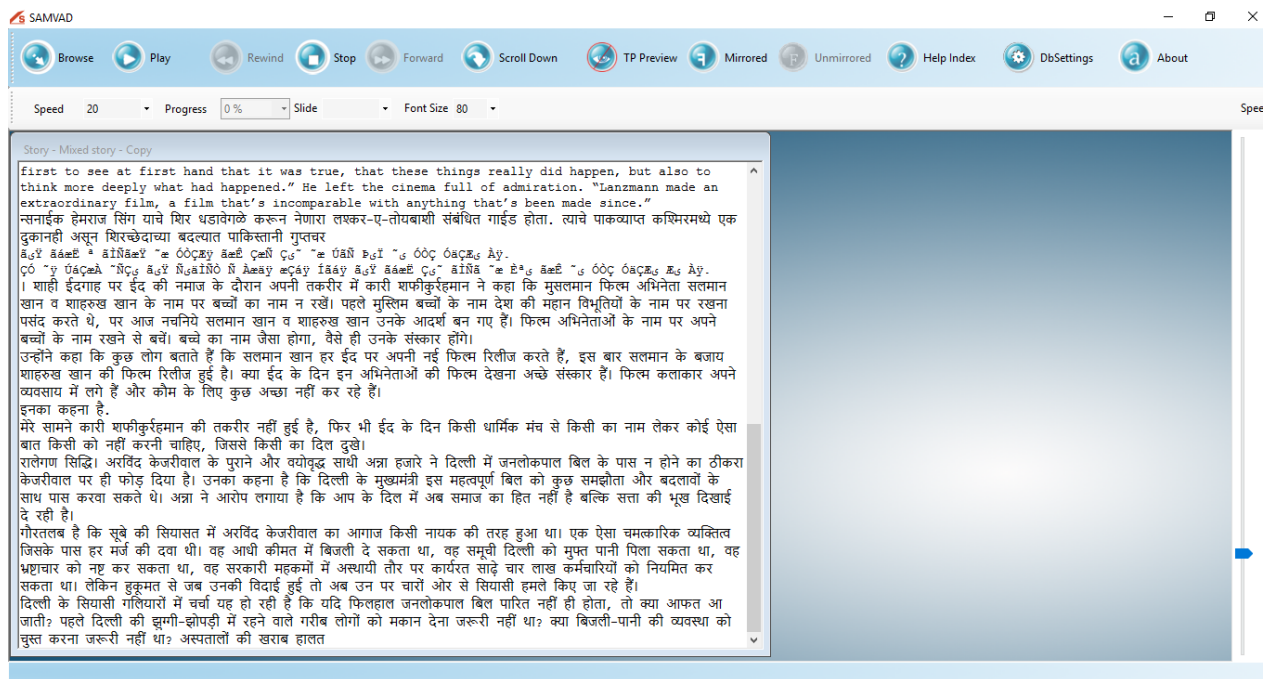 SAMVAD
Browse Play Rewind Stop Forward Scroll Down TP Preview Mirrored Unmirrored Help Index DbSettings About
Speed 20 Progress 0 % Slide Font Size 80 Spee
Story - Mixed story - Copy
first to see at first hand that it was true, that these things really did happen, but also to
think more deeply what had happened.” He left the cinema full of admiration. “Lanzmann made an
extraordinary film, a film that’s incomparable with anything that’s been made since.”
न्सनाईक हेमराज सिंग याचे शिर धडावेगळे करून नेणारा लश्कर-ए-तोयबाशी संबंधित गाईड होता. त्याचे पाकव्याप्त कश्मिरमध्ये एक
दुकानही असून शिरच्छेदाच्या बदल्यात पाकिस्तानी गुप्तचर
। शाही ईदगाह पर ईद की नमाज के दौरान अपनी तकरीर में कारी शफीकुर्रहमान ने कहा कि मुसलमान फिल्म अभिनेता सलमान
खान व शाहरुख खान के नाम पर बच्चों का नाम न रखें। पहले मुस्लिम बच्चों के नाम देश की महान विभूतियों के नाम पर रखना
पसंद करते थे, पर आज नचनिये सलमान खान व शाहरुख खान उनके आदर्श बन गए हैं। फिल्म अभिनेताओं के नाम पर अपने
बच्चों के नाम रखने से बचें। बच्चे का नाम जैसा होगा, वैसे ही उनके संस्कार होंगे।
उन्होंने कहा कि कुछ लोग बताते हैं कि सलमान खान हर ईद पर अपनी नई फिल्म रिलीज करते हैं, इस बार सलमान के बजाय
शाहरुख खान की फिल्म रिलीज हुई है। क्या ईद के दिन इन अभिनेताओं की फिल्म देखना अच्छे संस्कार हैं। फिल्म कलाकार अपने
व्यवसाय में लगे हैं और कौम के लिए कुछ अच्छा नहीं कर रहे हैं।
इनका कहना है.
मेरे सामने कारी शफीकुर्रहमान की तकरीर नहीं हुई है, फिर भी ईद के दिन किसी धार्मिक मंच से किसी का नाम लेकर कोई ऐसा
बात किसी को नहीं करनी चाहिए, जिससे किसी का दिल दुखे।
रालेगण सिद्धि। अरविंद केजरीवाल के पुराने और वयोवृद्ध साथी अन्ना हजारे ने दिल्ली में जनलोकपाल बिल के पास न होने का ठीकरा
केजरीवाल पर ही फोड़ दिया है। उनका कहना है कि दिल्ली के मुख्यमंत्री इस महत्वपूर्ण बिल को कुछ समझौता और बदलावों के
साथ पास करवा सकते थे। अन्ना ने आरोप लगाया है कि आप के दिल में अब समाज का हित नहीं है बल्कि सत्ता की भूख दिखाई
दे रही है।
गौरतलब है कि सूबे की सियासत में अरविंद केजरीवाल का आगाज किसी नायक की तरह हुआ था। एक ऐसा चमत्कारिक व्यक्तित्व
जिसके पास हर मर्ज की दवा थी। वह आधी कीमत में बिजली दे सकता था, वह समूची दिल्ली को मुफ्त पानी पिला सकता था, वह
भ्रष्टाचार को नष्ट कर सकता था, वह सरकारी महकमों में अस्थायी तौर पर कार्यरत साढ़े चार लाख कर्मचारियों को नियमित कर
सकता था। लेकिन हुकूमत से जब उनकी विदाई हुई तो अब उन पर चारों ओर से सियासी हमले किए जा रहे हैं।
दिल्ली के सियासी गलियारों में चर्चा यह हो रही है कि यदि फिलहाल जनलोकपाल बिल पारित नहीं ही होता, तो क्या आफत आ
जाती? पहले दिल्ली की झुग्गी-झोपड़ी में रहने वाले गरीब लोगों को मकान देना जरूरी नहीं था? क्या बिजली-पानी की व्यवस्था को
चुस्त करना जरूरी नहीं था? अस्पतालों की खराब हालत